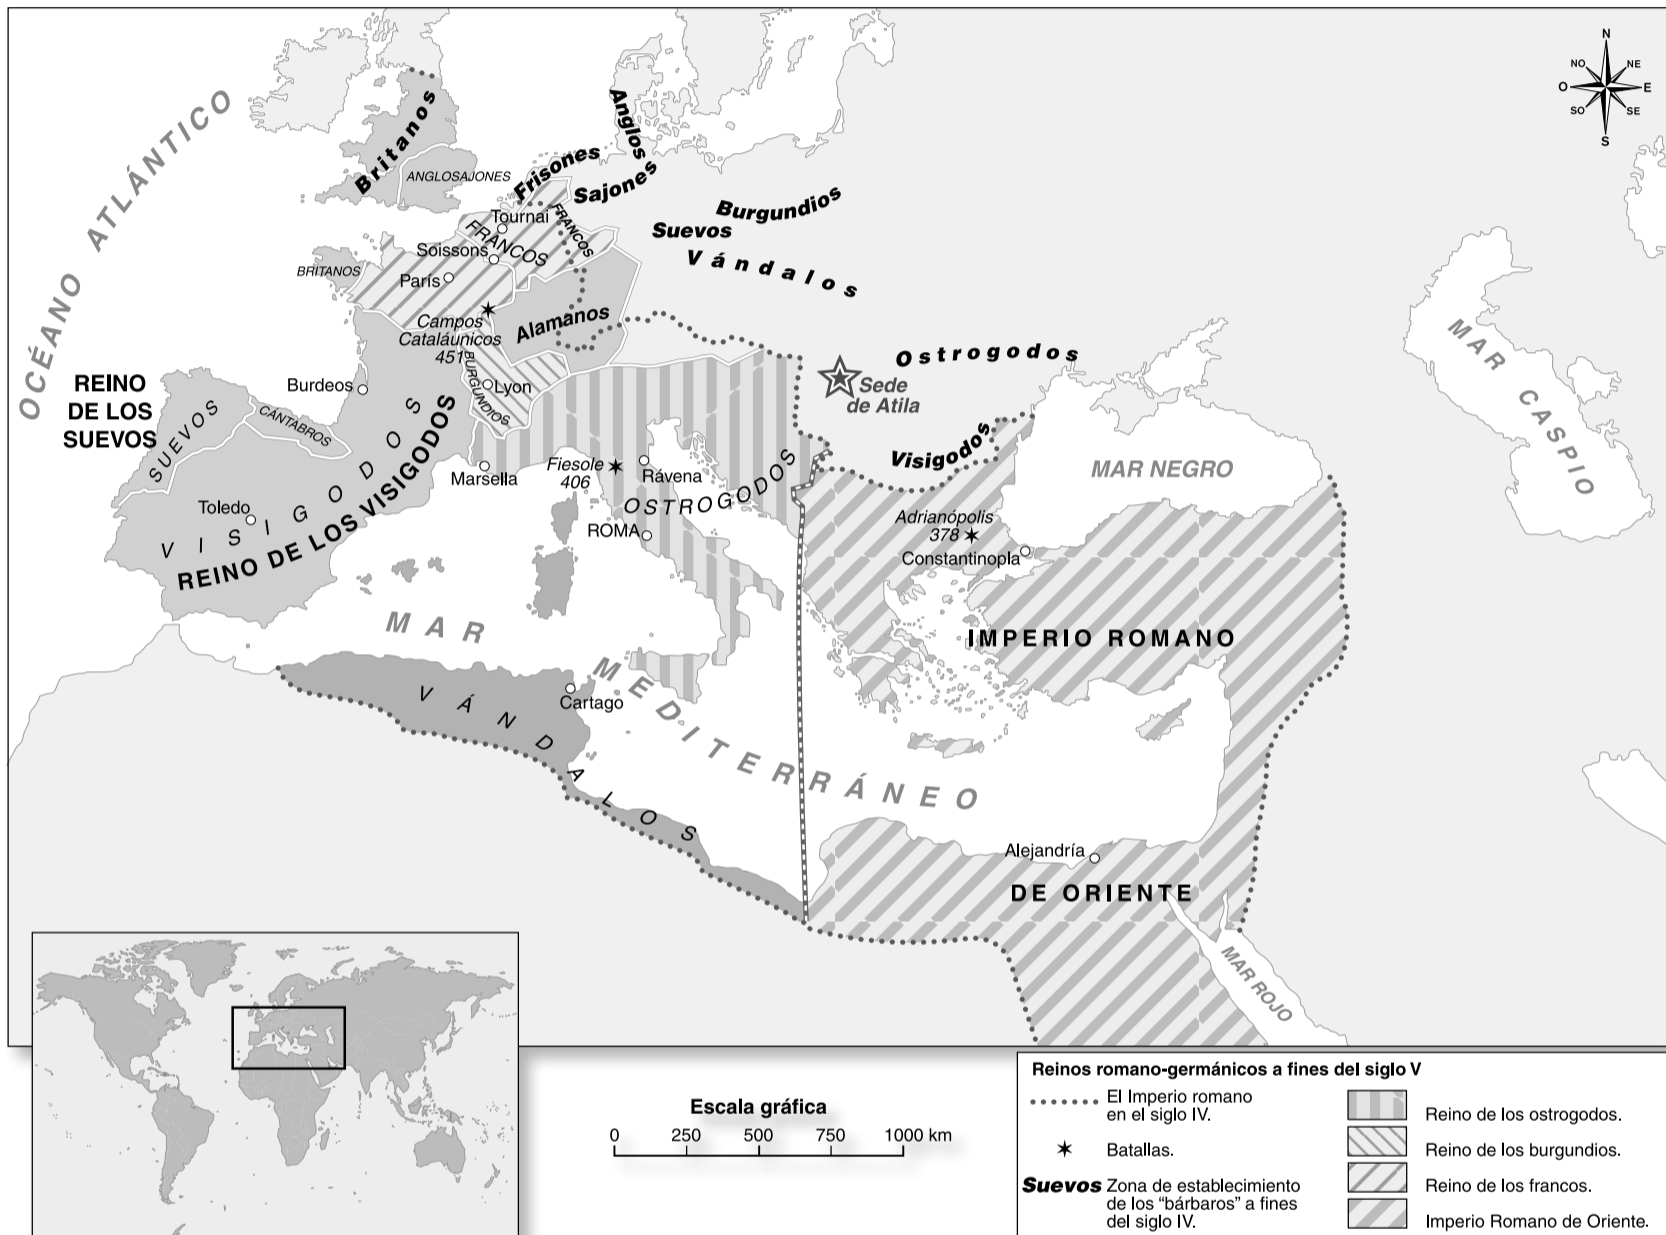 N
NO
NE
O
E
SO
SE
S
OCÉANO ATLÁNTICO
Britanos
ANGLOSAJONES
Anglos
Frisones
Sajones
Burgundios
Suevos
Vándalos
Tournai
FRANCOS
FRANCOS
Soissons
París
BRITANOS
Campos
Cataláunicos
451
Alamanos
BURGUNDIOS
Lyon
Burdeos
REINO
DE LOS
SUEVOS
SUEVOS
CÁNTABROS
VISIGODOS
REINO DE LOS VISIGODOS
Toledo
Marsella
Fiesole
406
Rávena
OSTROGODOS
ROMA
Ostrogodos
Sede
de Atila
Visigodos
MAR NEGRO
MAR CASPIO
Adrianópolis
378
Constantinopla
IMPERIO ROMANO
MAR
MEDITERRÁNEO
VÁNDALOS
Cartago
Alejandría
DE ORIENTE
MAR ROJO
Escala gráfica
0 250 500 750 1000 km
Reinos romano-germánicos a fines del siglo V
El Imperio romano
en el siglo IV.
Batallas.
Suevos Zona de establecimiento
de los “bárbaros” a fines
del siglo IV.
Reino de los ostrogodos.
Reino de los burgundios.
Reino de los francos.
Imperio Romano de Oriente.